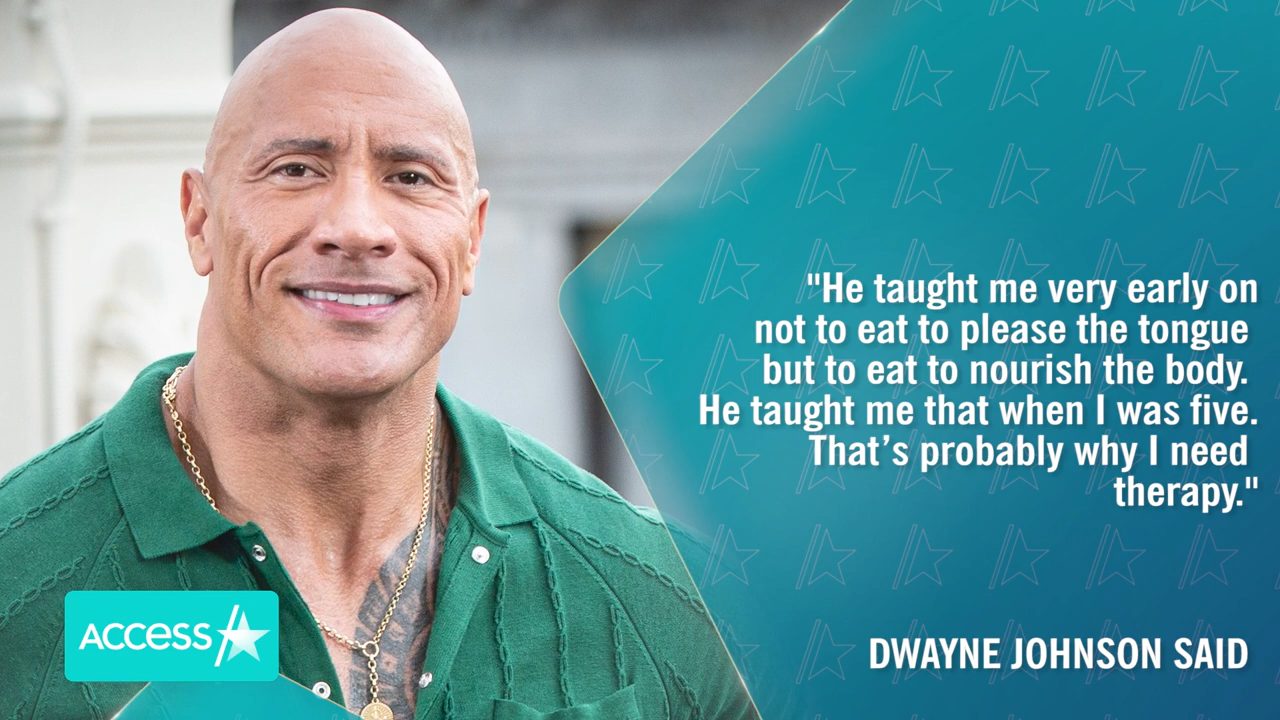 "He taught me very early on
not to eat to please the tongue
but to eat to nourish the body.
He taught me that when I was five.
That’s probably why I need
therapy."
DWAYNE JOHNSON SAID
ACCESS